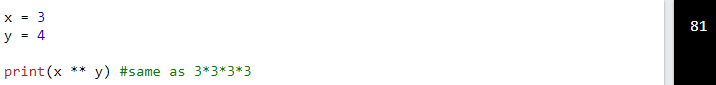 x = 3
y = 4
print(x ** y) #same as 3*3*3*3
81